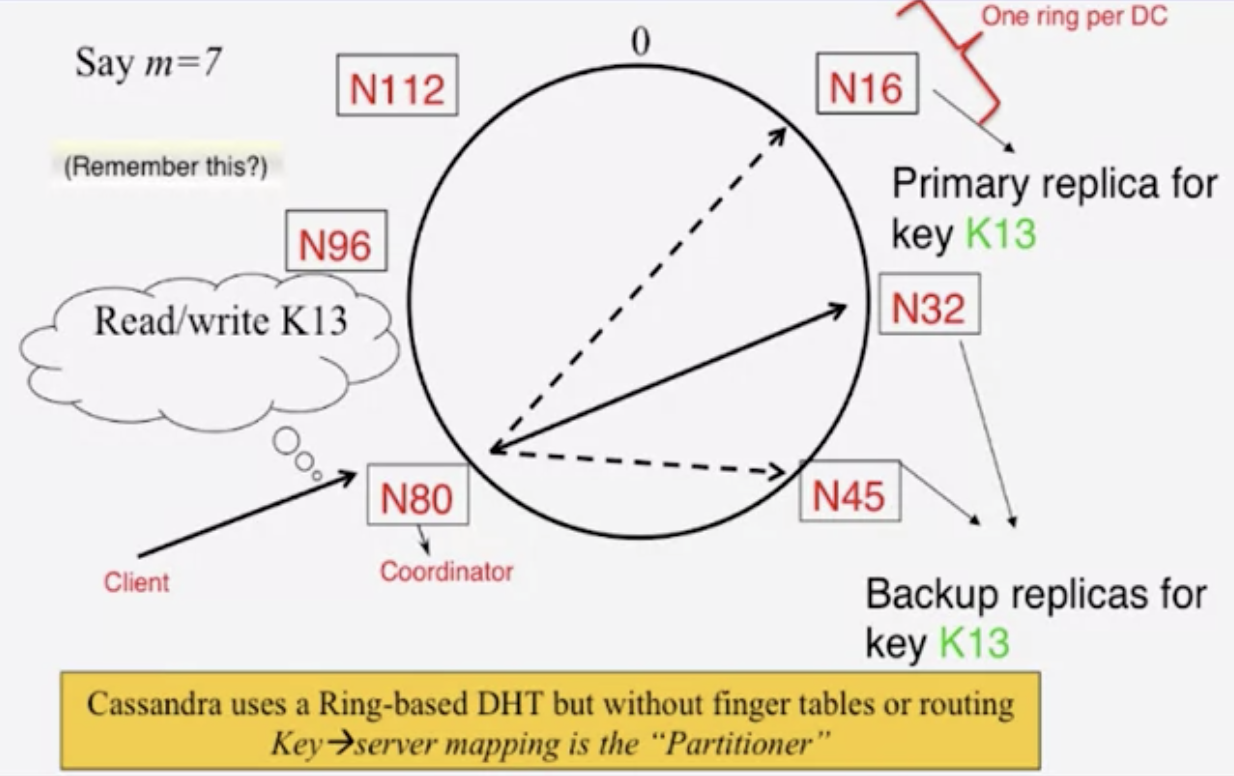 Say m=7
0
One ring per DC
N112
N16
(Remember this?)
Primary replica for
key K13
N96
N32
Read/write K13
N80
N45
Coordinator
Client
Backup replicas for
key K13
Cassandra uses a Ring-based DHT but without finger tables or routing
Key→server mapping is the “Partitioner”